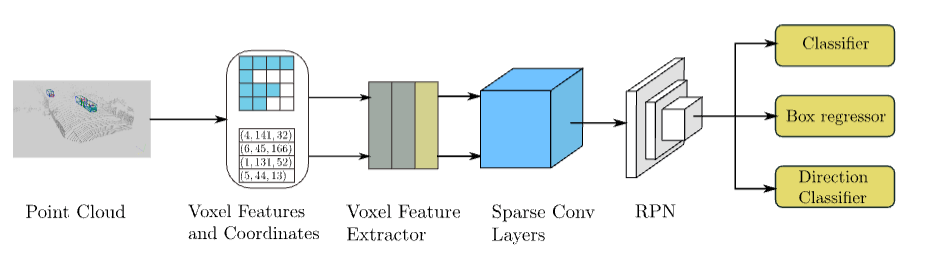 Classifier
Box regressor
Direction
Classifier
(4, 141, 32)
(6, 45, 166)
(1, 131, 52)
(5, 44, 13)
Point Cloud
Voxel Features
and Coordinates
Voxel Feature
Extractor
Sparse Conv
Layers
RPN